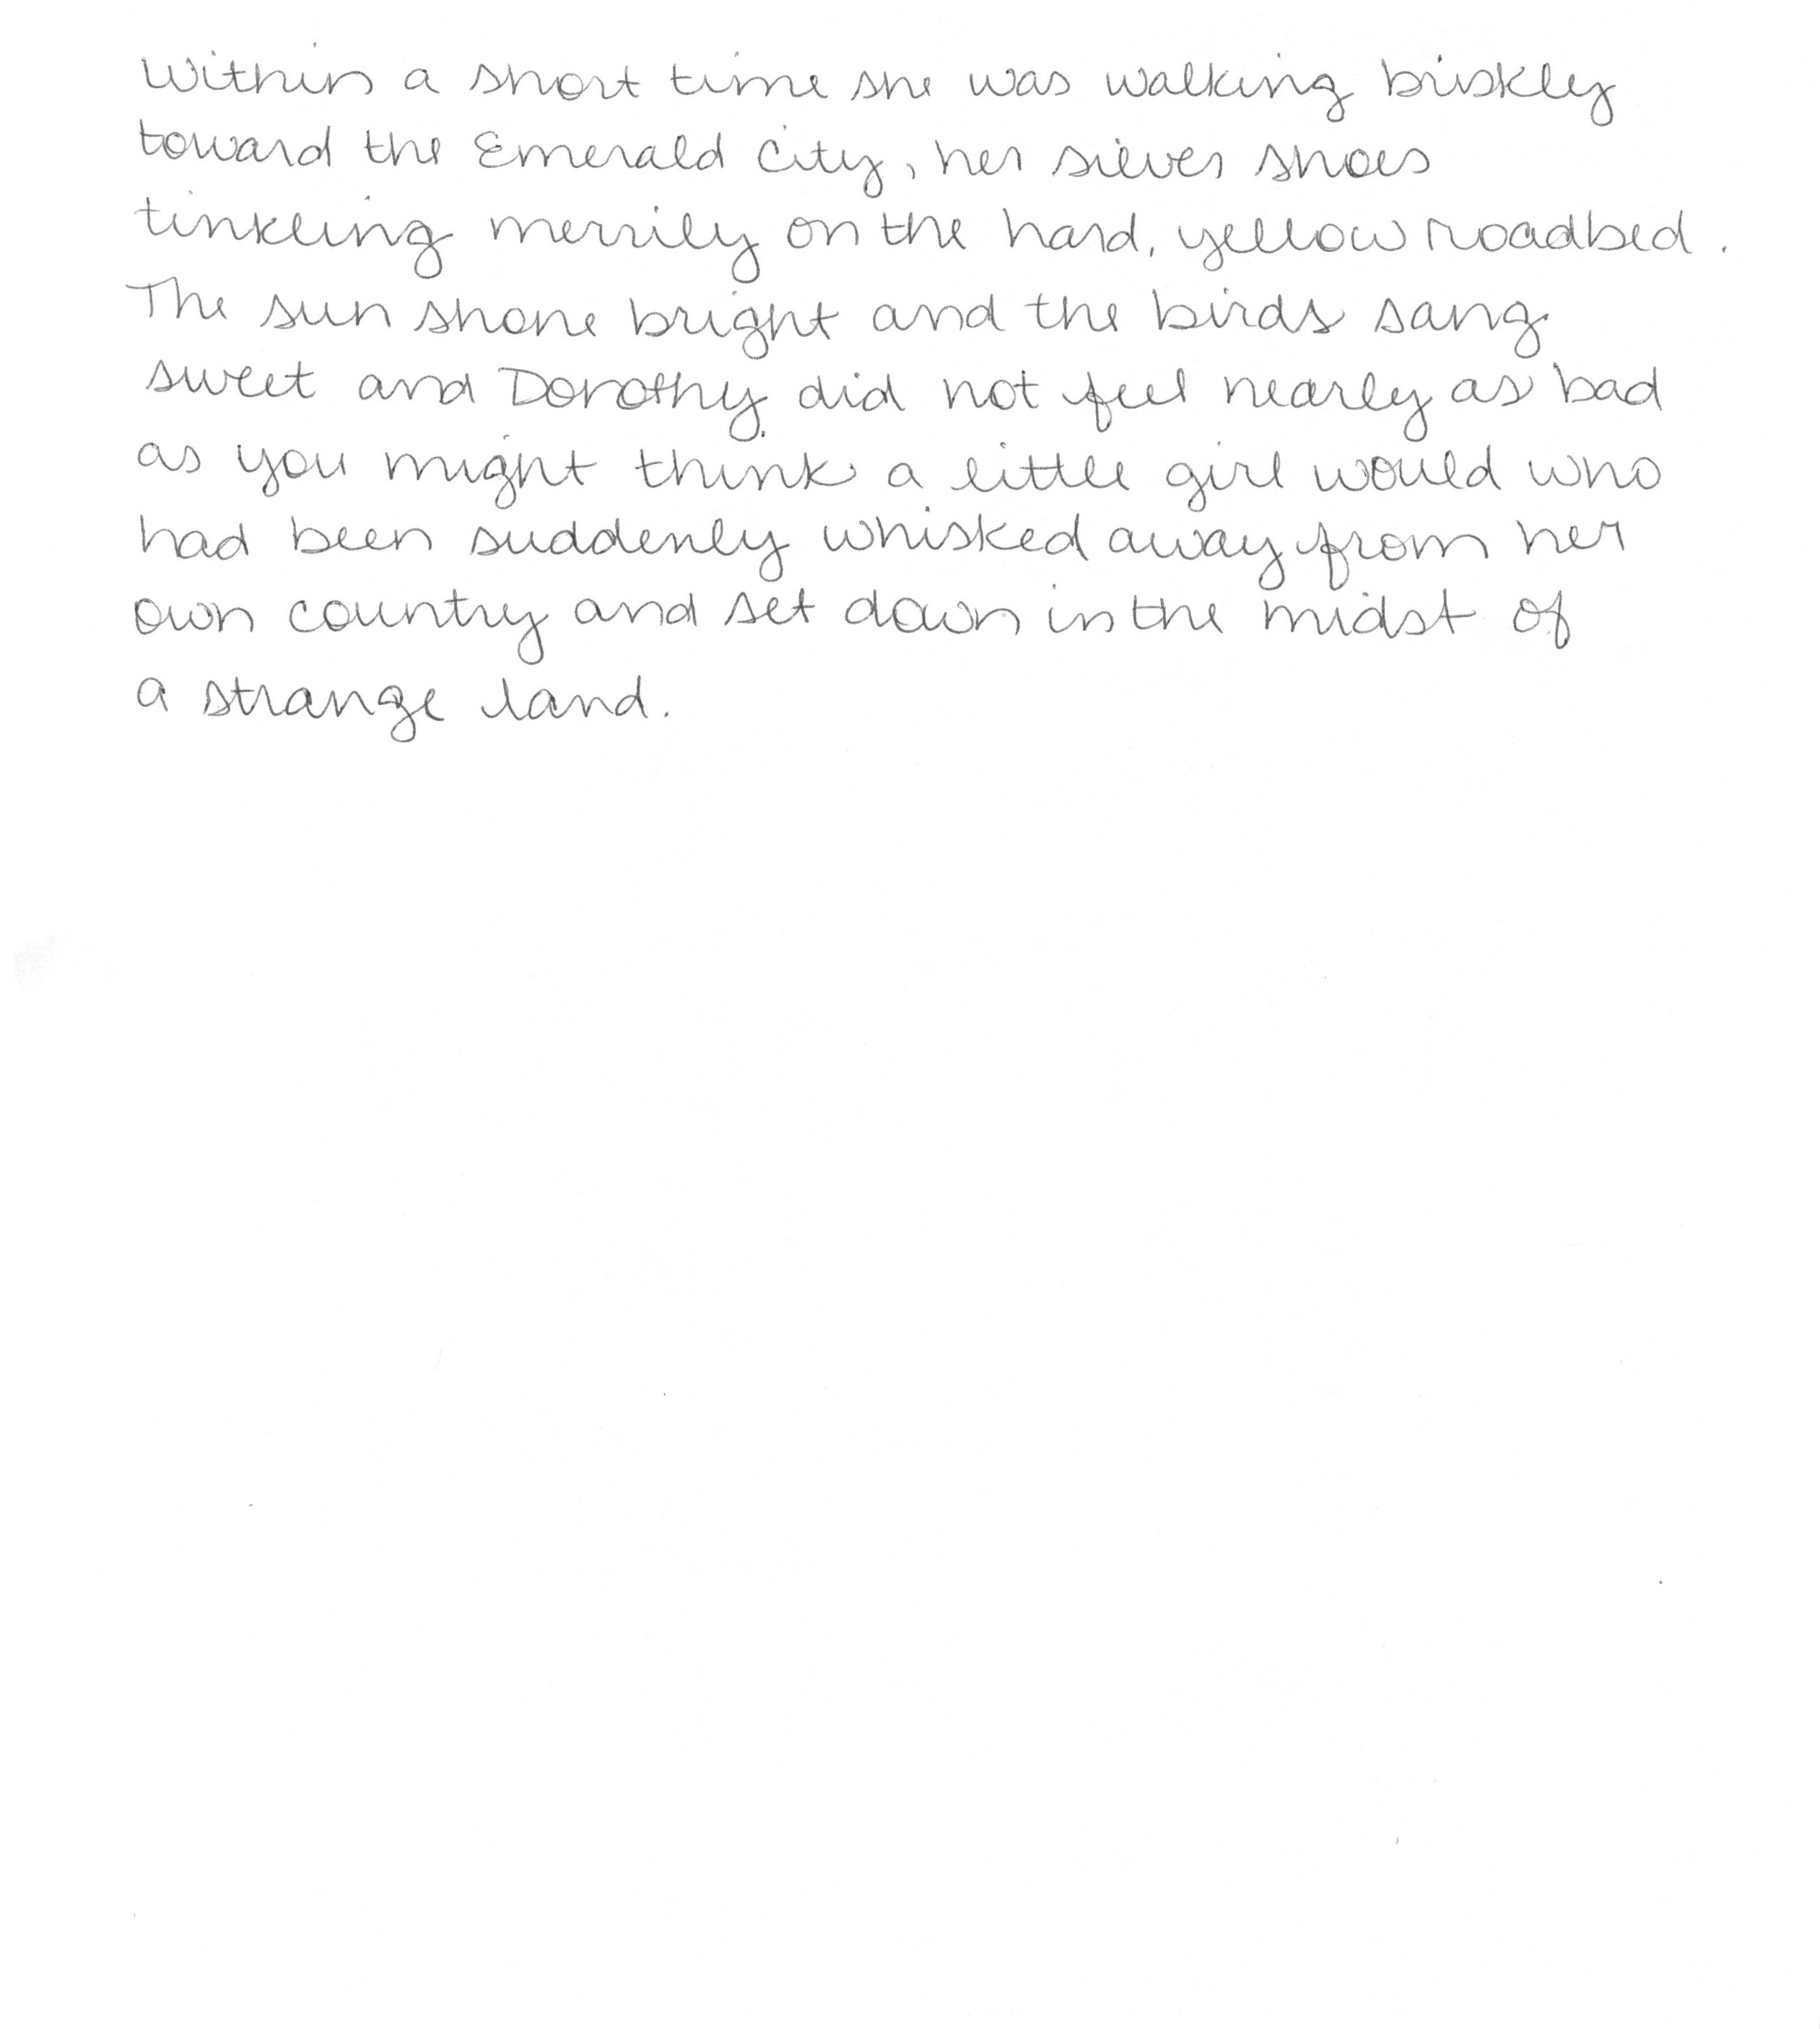 Within a short time she was walking briskly
toward the Emerald City, her silver shoes
tinkling merrily on the hard, yellow roadbed.
The sun shone bright and the birds sang
sweet and Dorothy did not feel nearly as bad
as you might think a little girl would who
had been suddenly whisked away from her
own country and set down in the midst of
a strange land.